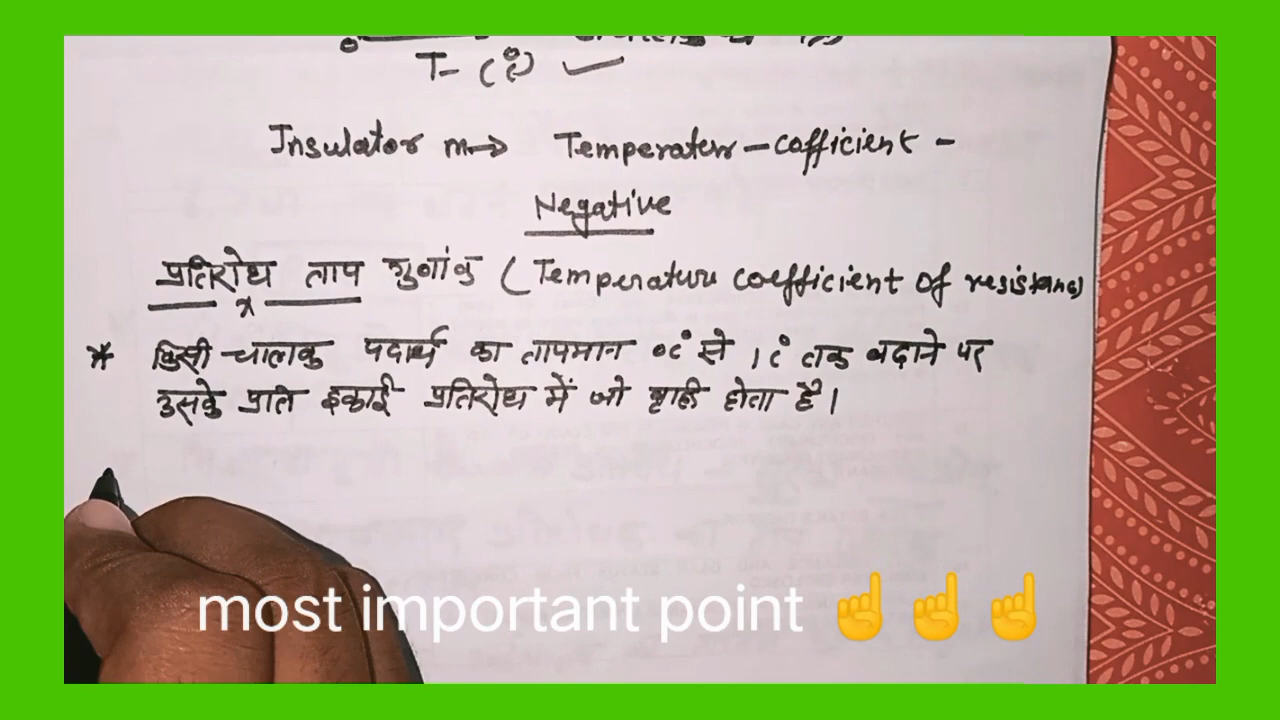 T- (°c)
Insulator → Temperature-cofficient -
Negative
प्रतिरोध ताप गुणांक (Temperature coefficient of resistance)
* किसी चालक पदार्थ का तापमान 0c° से 1c° तक बढ़ाने पर
उसके प्रति इकाई प्रतिरोध में जो वृद्धि होता है।
most important point ☝☝☝